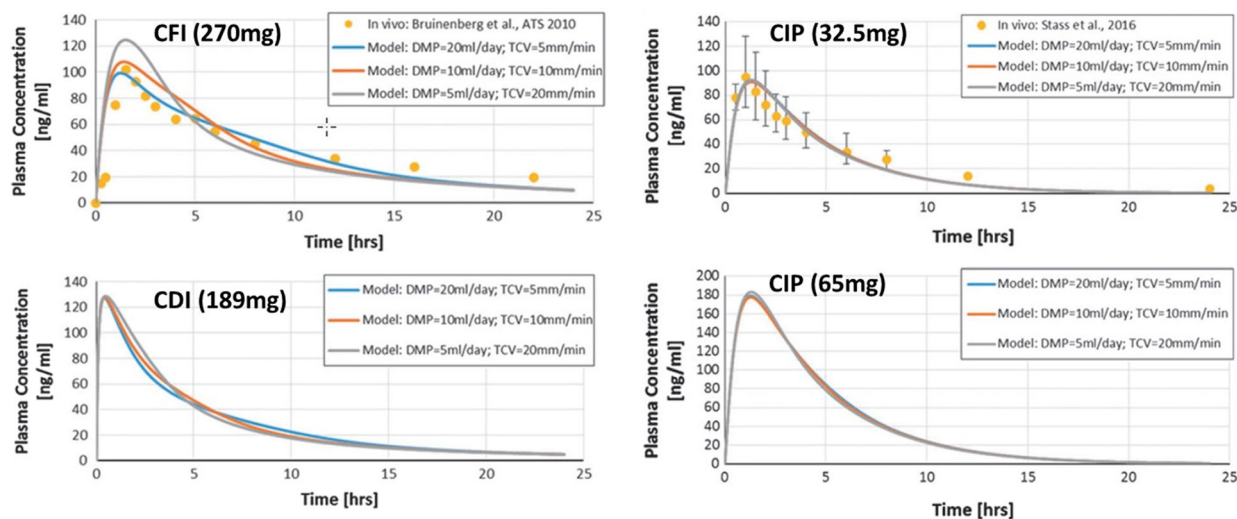 CFI (270mg)
In vivo: Bruinenberg et al., ATS 2010
Model: DMP=20ml/day; TCV=5mm/min
Model: DMP=10ml/day; TCV=10mm/min
Model: DMP=5ml/day; TCV=20mm/min
Plasma Concentration
[ng/ml]
140
120
100
80
60
40
20
0
0 5 10 15 20 25
Time [hrs]
CIP (32.5mg)
In vivo: Stass et al., 2016
Model: DMP=20ml/day; TCV=5mm/min
Model: DMP=10ml/day; TCV=10mm/min
Model: DMP=5ml/day; TCV=20mm/min
Plasma Concentration
[ng/ml]
140
120
100
80
60
40
20
0
0 5 10 15 20 25
Time [hrs]
CDI (189mg)
Model: DMP=20ml/day; TCV=5mm/min
Model: DMP=10ml/day; TCV=10mm/min
Model: DMP=5ml/day; TCV=20mm/min
Plasma Concentration
[ng/ml]
140
120
100
80
60
40
20
0
0 5 10 15 20 25
Time [hrs]
CIP (65mg)
Model: DMP=20ml/day; TCV=5mm/min
Model: DMP=10ml/day; TCV=10mm/min
Model: DMP=5ml/day; TCV=20mm/min
Plasma Concentration
[ng/ml]
200
180
160
140
120
100
80
60
40
20
0
0 5 10 15 20 25
Time [hrs]